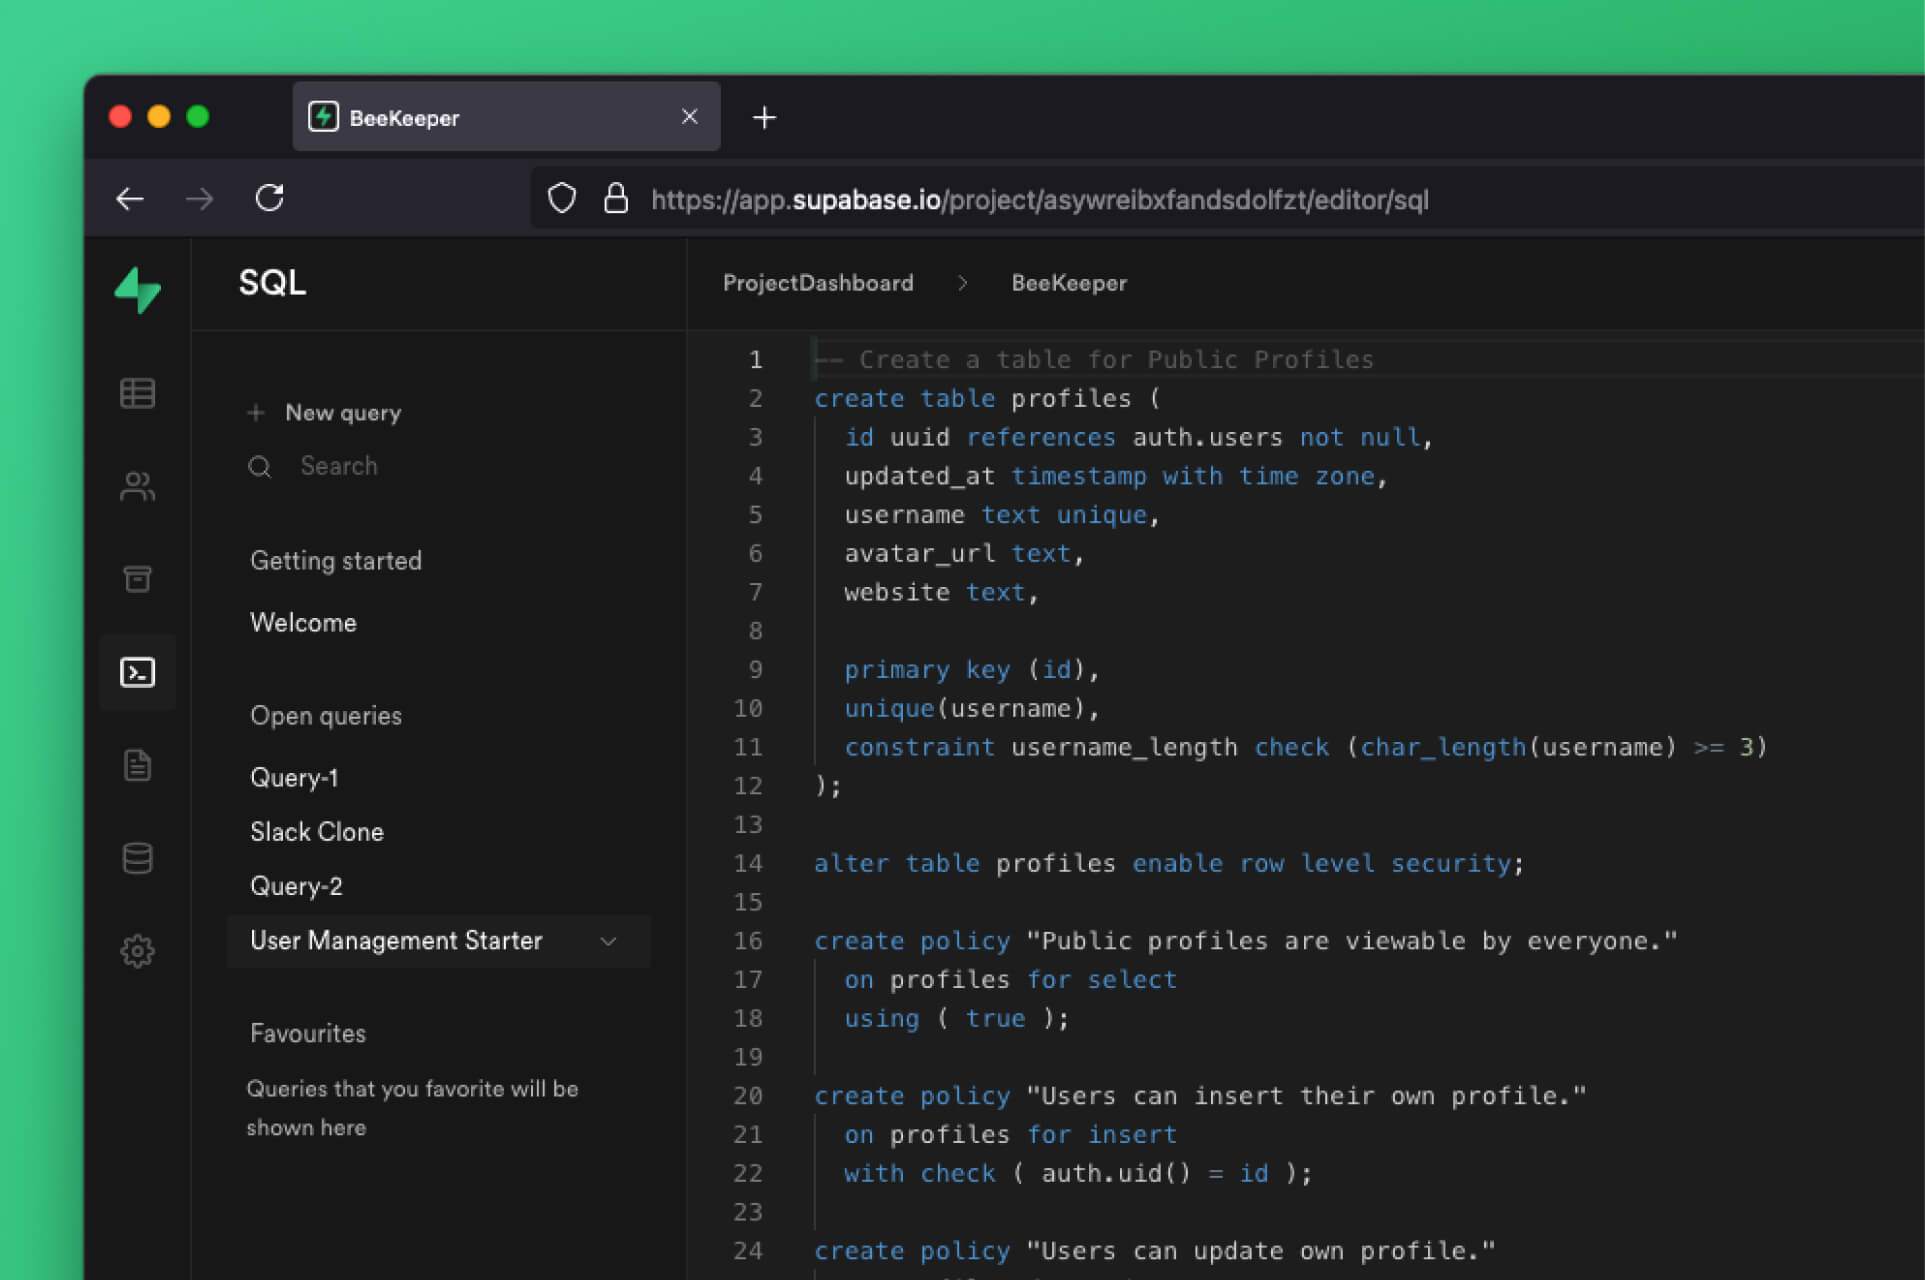 BeeKeeper
https://app.supabase.io/project/asywreibxfandsdolfzt/editor/sql
SQL
ProjectDashboard > BeeKeeper
+ New query
Search
Getting started
Welcome
Open queries
Query-1
Slack Clone
Query-2
User Management Starter
Favourites
Queries that you favorite will be
shown here
1 -- Create a table for Public Profiles
2 create table profiles (
3 id uuid references auth.users not null,
4 updated_at timestamp with time zone,
5 username text unique,
6 avatar_url text,
7 website text,
8
9 primary key (id),
10 unique(username),
11 constraint username_length check (char_length(username) >= 3)
12 );
13
14 alter table profiles enable row level security;
15
16 create policy "Public profiles are viewable by everyone."
17 on profiles for select
18 using ( true );
19
20 create policy "Users can insert their own profile."
21 on profiles for insert
22 with check ( auth.uid() = id );
23
24 create policy "Users can update own profile."